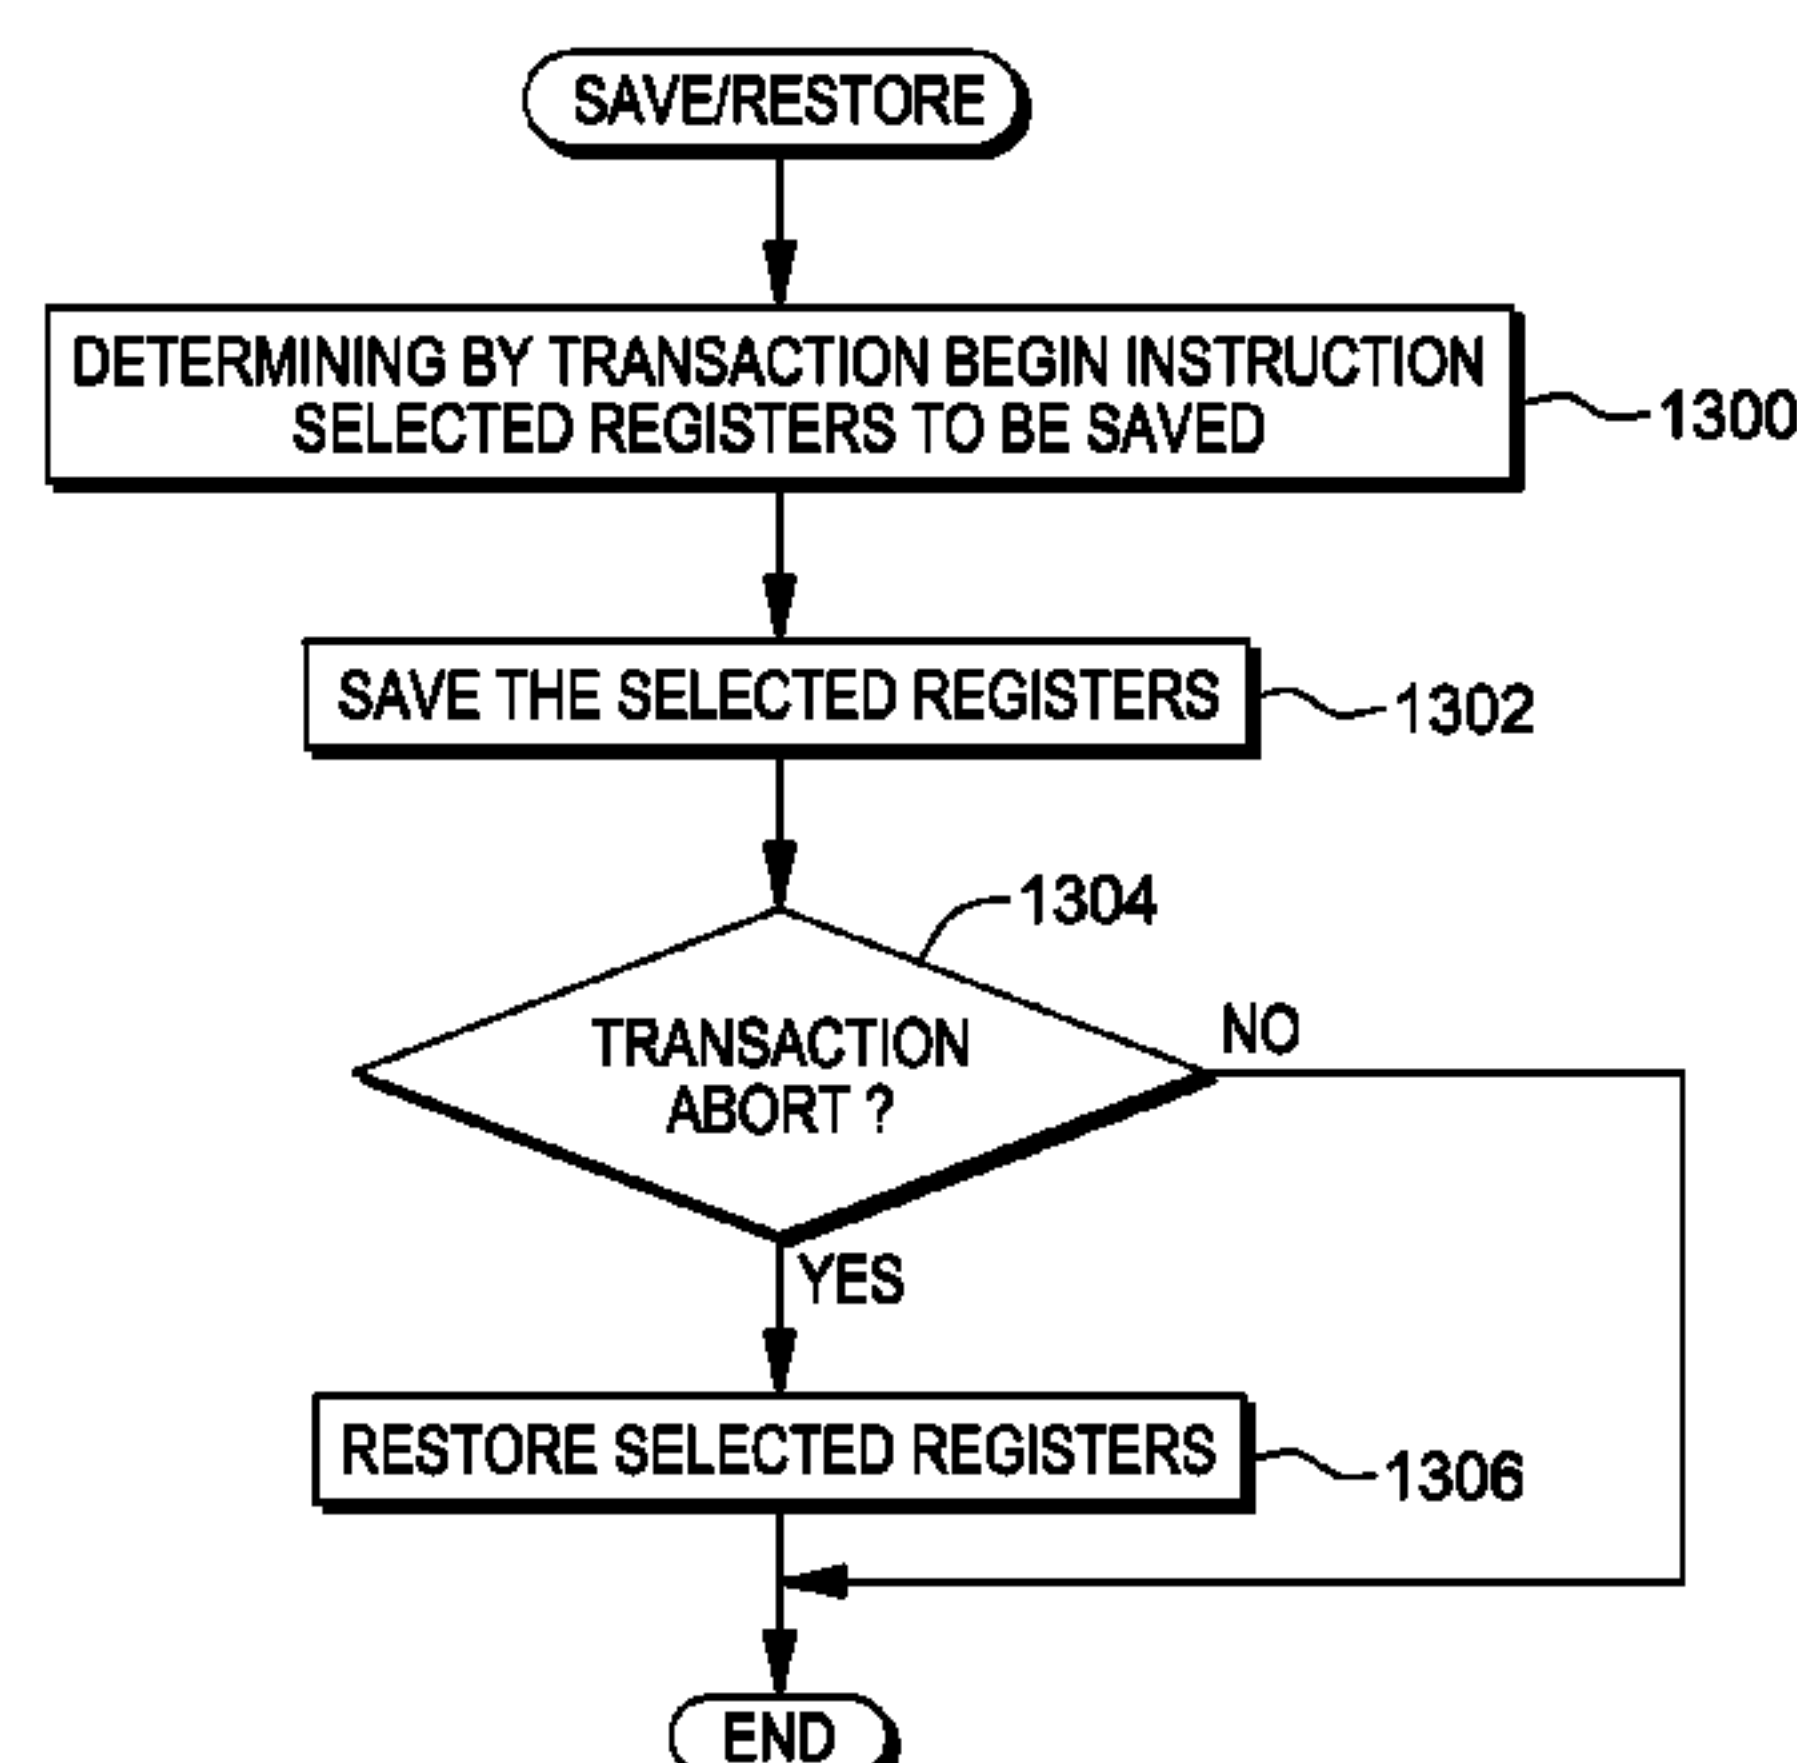 SAVE/RESTORE
DETERMINING BY TRANSACTION BEGIN INSTRUCTION
SELECTED REGISTERS TO BE SAVED
1300
SAVE THE SELECTED REGISTERS
1302
1304
TRANSACTION
ABORT ?
NO
YES
RESTORE SELECTED REGISTERS
1306
END